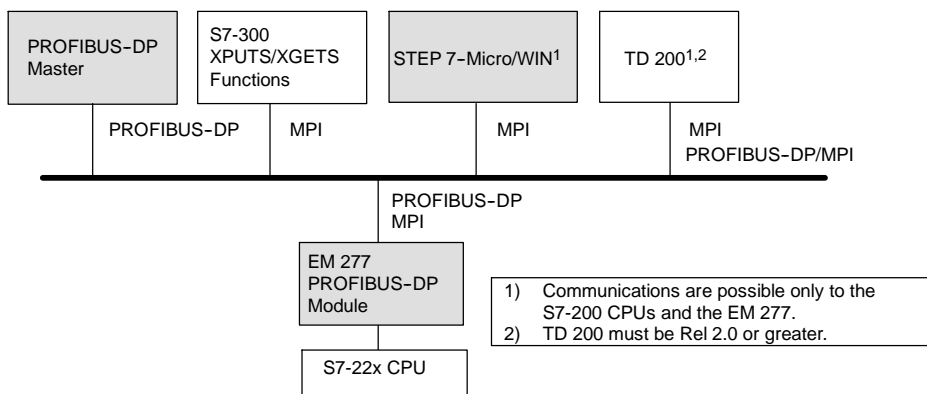 PROFIBUS-DP
Master
S7-300
XPUTS/XGETS
Functions
STEP 7-Micro/WIN¹
TD 200¹,²
PROFIBUS-DP
MPI
MPI
MPI
PROFIBUS-DP/MPI
PROFIBUS-DP
MPI
EM 277
PROFIBUS-DP
Module
1) Communications are possible only to the
S7-200 CPUs and the EM 277.
2) TD 200 must be Rel 2.0 or greater.
S7-22x CPU